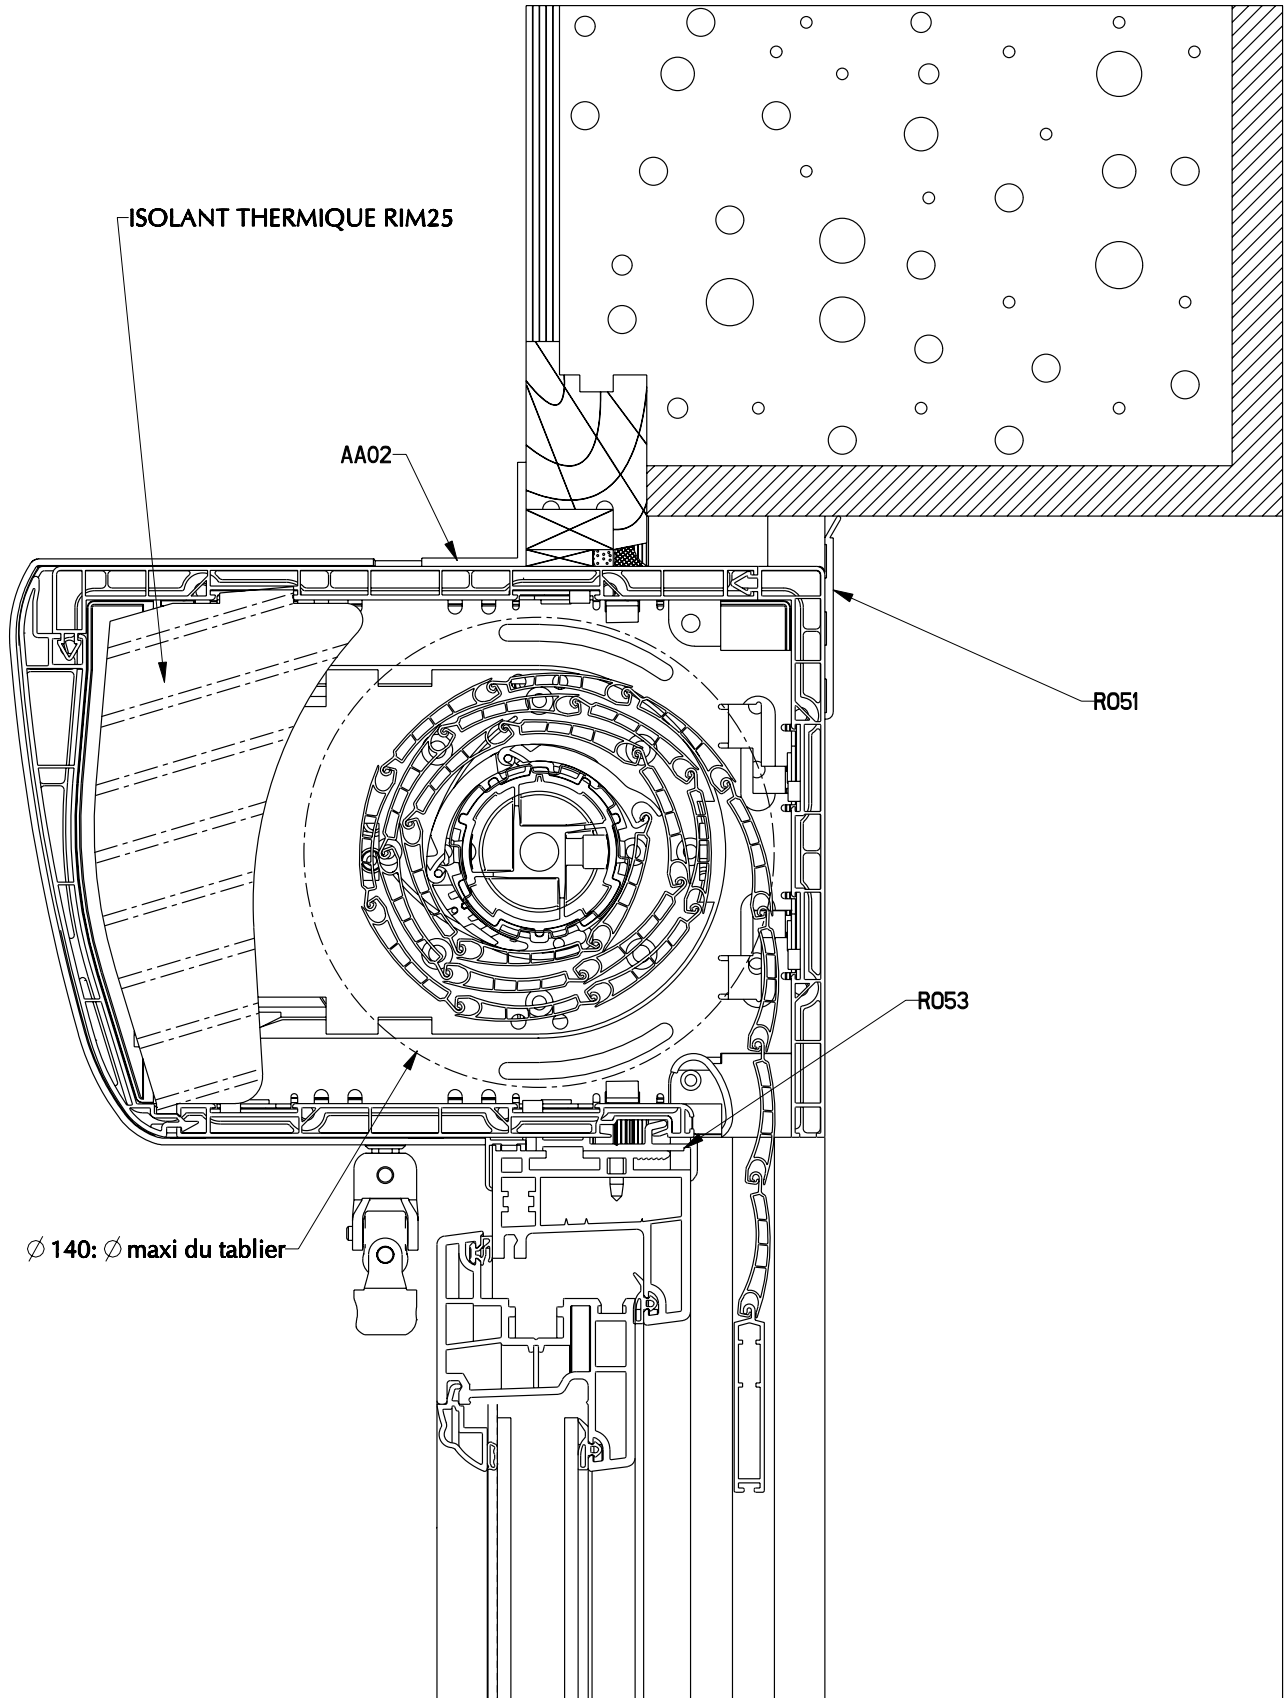 ISOLANT THERMIQUE RIM25
AA02
R051
R053
∅ 140: ∅ maxi du tablier